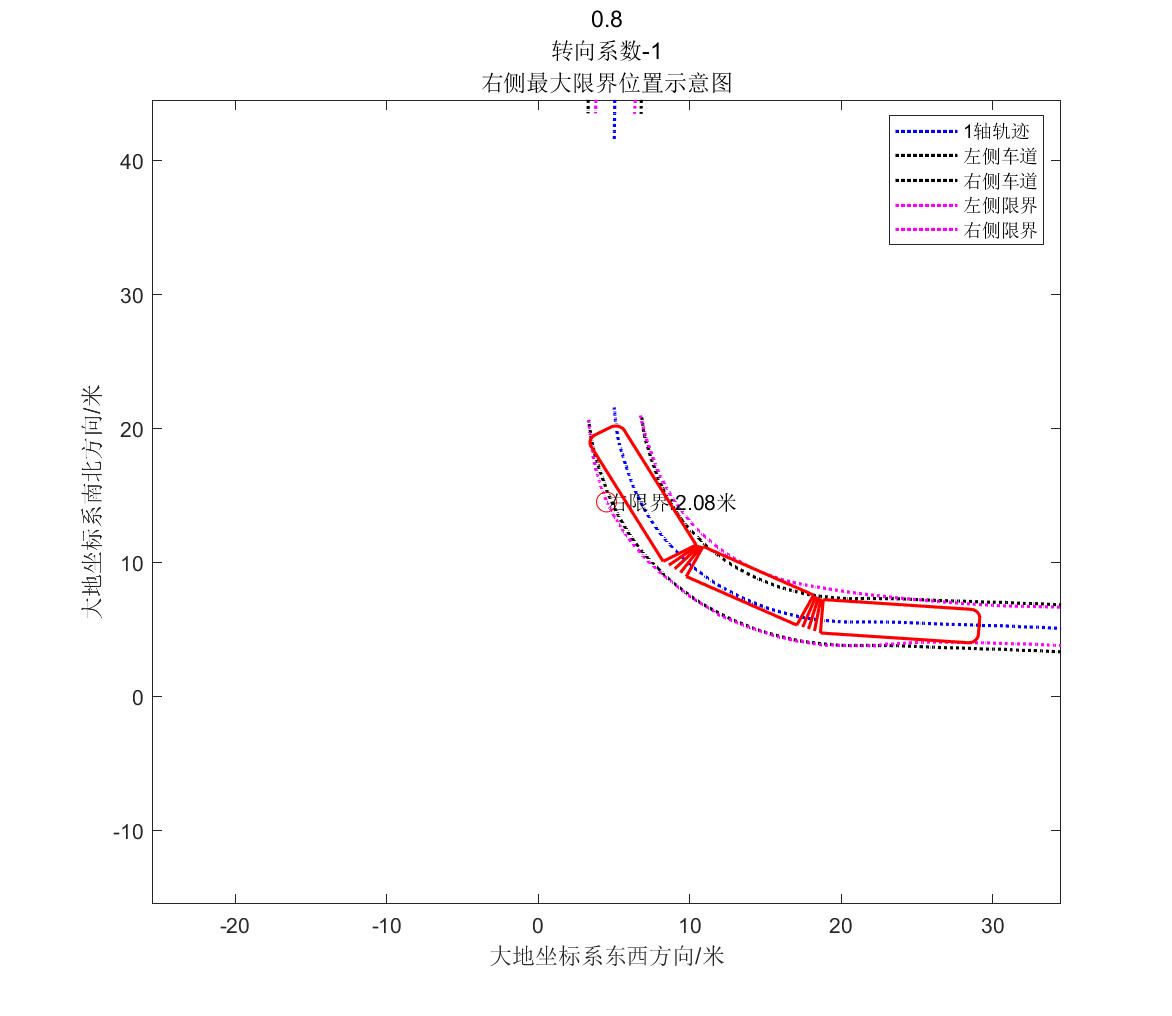 0.8
转向系数-1
右侧最大限界位置示意图
1轴轨迹
左侧车道
右侧车道
左侧限界
右侧限界
40
30
20
10
0
-10
右限界 2.08米
-20
-10
0
10
20
30
大地坐标系南北方向/米
大地坐标系东西方向/米